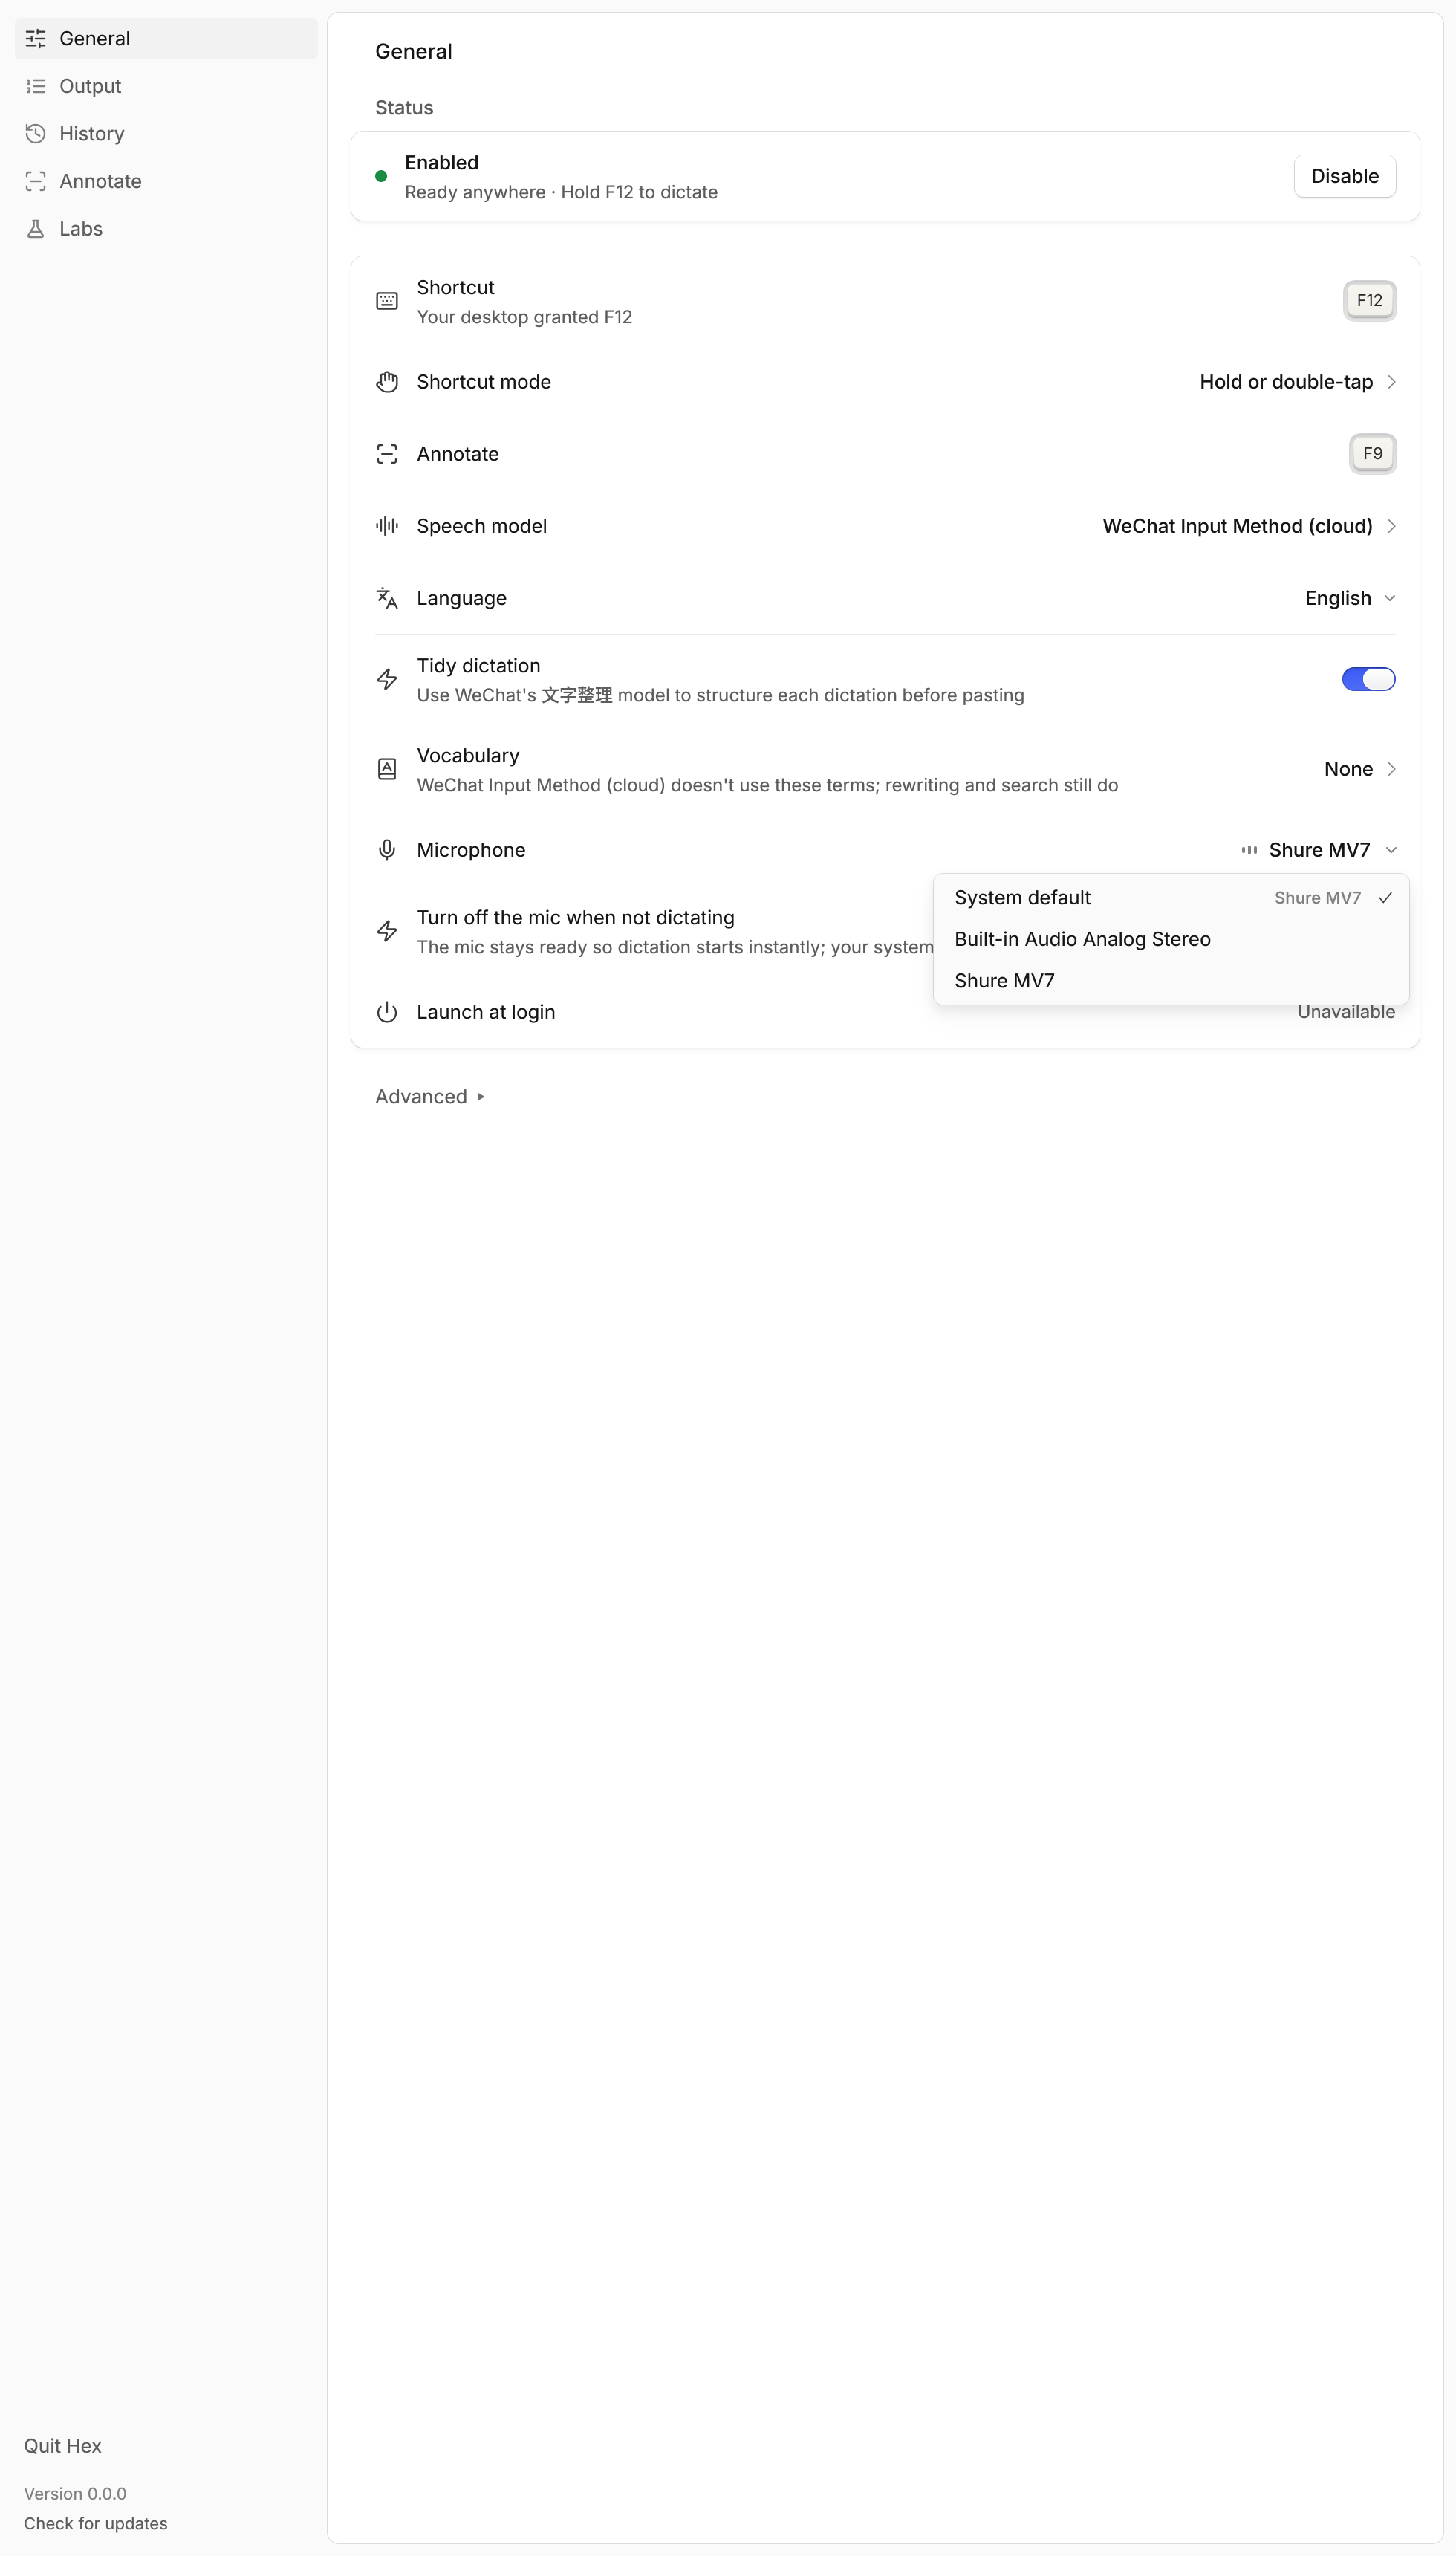 General
Output
History
Annotate
Labs
General
Status
Enabled
Ready anywhere · Hold F12 to dictate
Disable
Shortcut
Your desktop granted F12
F12
Shortcut mode
Hold or double-tap
Annotate
F9
Speech model
WeChat Input Method (cloud)
Language
English
Tidy dictation
Use WeChat's 文字整理 model to structure each dictation before pasting
Vocabulary
WeChat Input Method (cloud) doesn't use these terms; rewriting and search still do
None
Microphone
Shure MV7
System default
Shure MV7
Built-in Audio Analog Stereo
Shure MV7
Turn off the mic when not dictating
The mic stays ready so dictation starts instantly; your system
Launch at login
Unavailable
Advanced
Quit Hex
Version 0.0.0
Check for updates